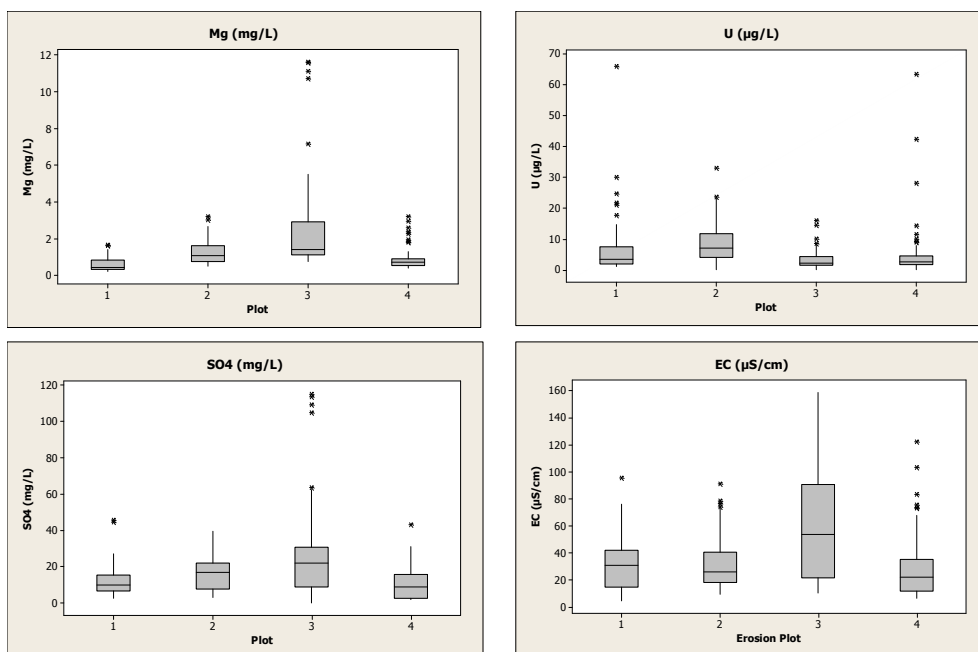 Mg (mg/L)
12
10
8
6
4
2
0
Mg (mg/L)
1 2 3 4
Plot
U (µg/L)
70
60
50
40
30
20
10
0
U (µg/L)
1 2 3 4
Plot
SO4 (mg/L)
120
100
80
60
40
20
0
SO4 (mg/L)
1 2 3 4
Plot
EC (µS/cm)
160
140
120
100
80
60
40
20
0
EC (µS/cm)
1 2 3 4
Erosion Plot